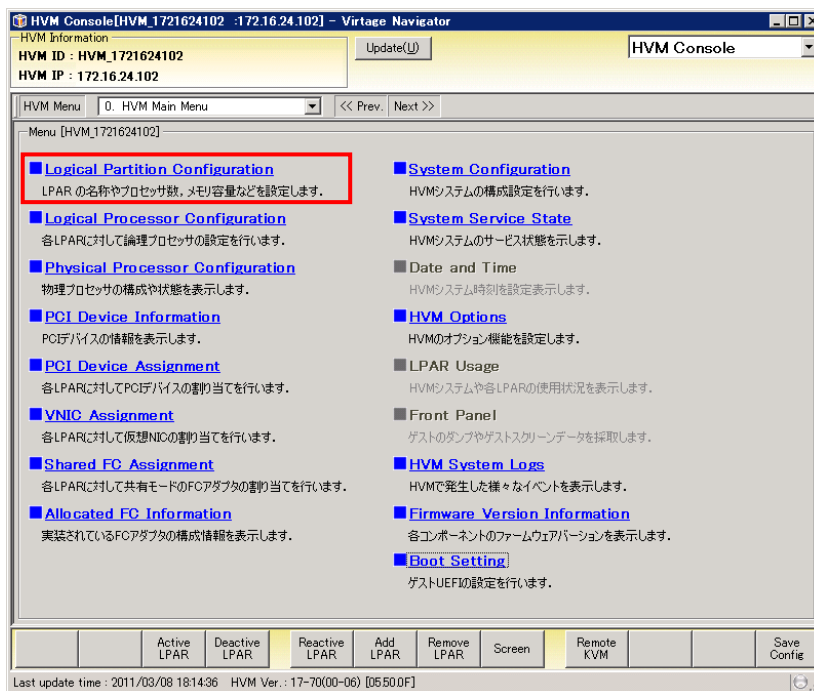 HVM Console[HVM_1721624102 :172.16.24.102] - Virtage Navigator
HVM Information
HVM ID : HVM_1721624102
HVM IP : 172.16.24.102
Update(U)
HVM Console
HVM Menu
0. HVM Main Menu
<< Prev.
Next >>
Menu [HVM_1721624102]
Logical Partition Configuration
LPAR の名称やプロセッサ数，メモリ容量などを設定します．
Logical Processor Configuration
各LPARに対して論理プロセッサの設定を行います．
Physical Processor Configuration
物理プロセッサの構成や状態を表示します．
PCI Device Information
PCIデバイスの情報を表示します．
PCI Device Assignment
各LPARに対してPCIデバイスの割り当てを行います．
VNIC Assignment
各LPARに対して仮想NICの割り当てを行います．
Shared FC Assignment
各LPARに対して共有モードのFCアダプタの割り当てを行います．
Allocated FC Information
実装されているFCアダプタの構成情報を表示します．
System Configuration
HVMシステムの構成設定を行います．
System Service State
HVMシステムのサービス状態を示します．
Date and Time
HVMシステム時刻を設定表示します．
HVM Options
HVMのオプション機能を設定します．
LPAR Usage
HVMシステムや各LPARの使用状況を表示します．
Front Panel
ゲストのダンプやゲストスクリーンデータを採取します．
HVM System Logs
HVMで発生した様々なイベントを表示します．
Firmware Version Information
各コンポーネントのファームウェアバージョンを表示します．
Boot Setting
ゲストUEFIの設定を行います．
Active LPAR
Deactive LPAR
Reactive LPAR
Add LPAR
Remove LPAR
Screen
Remote KVM
Save Config
Last update time : 2011/03/08 18:14:36 HVM Ver. : 17-70(00-06) [05.50.0F]